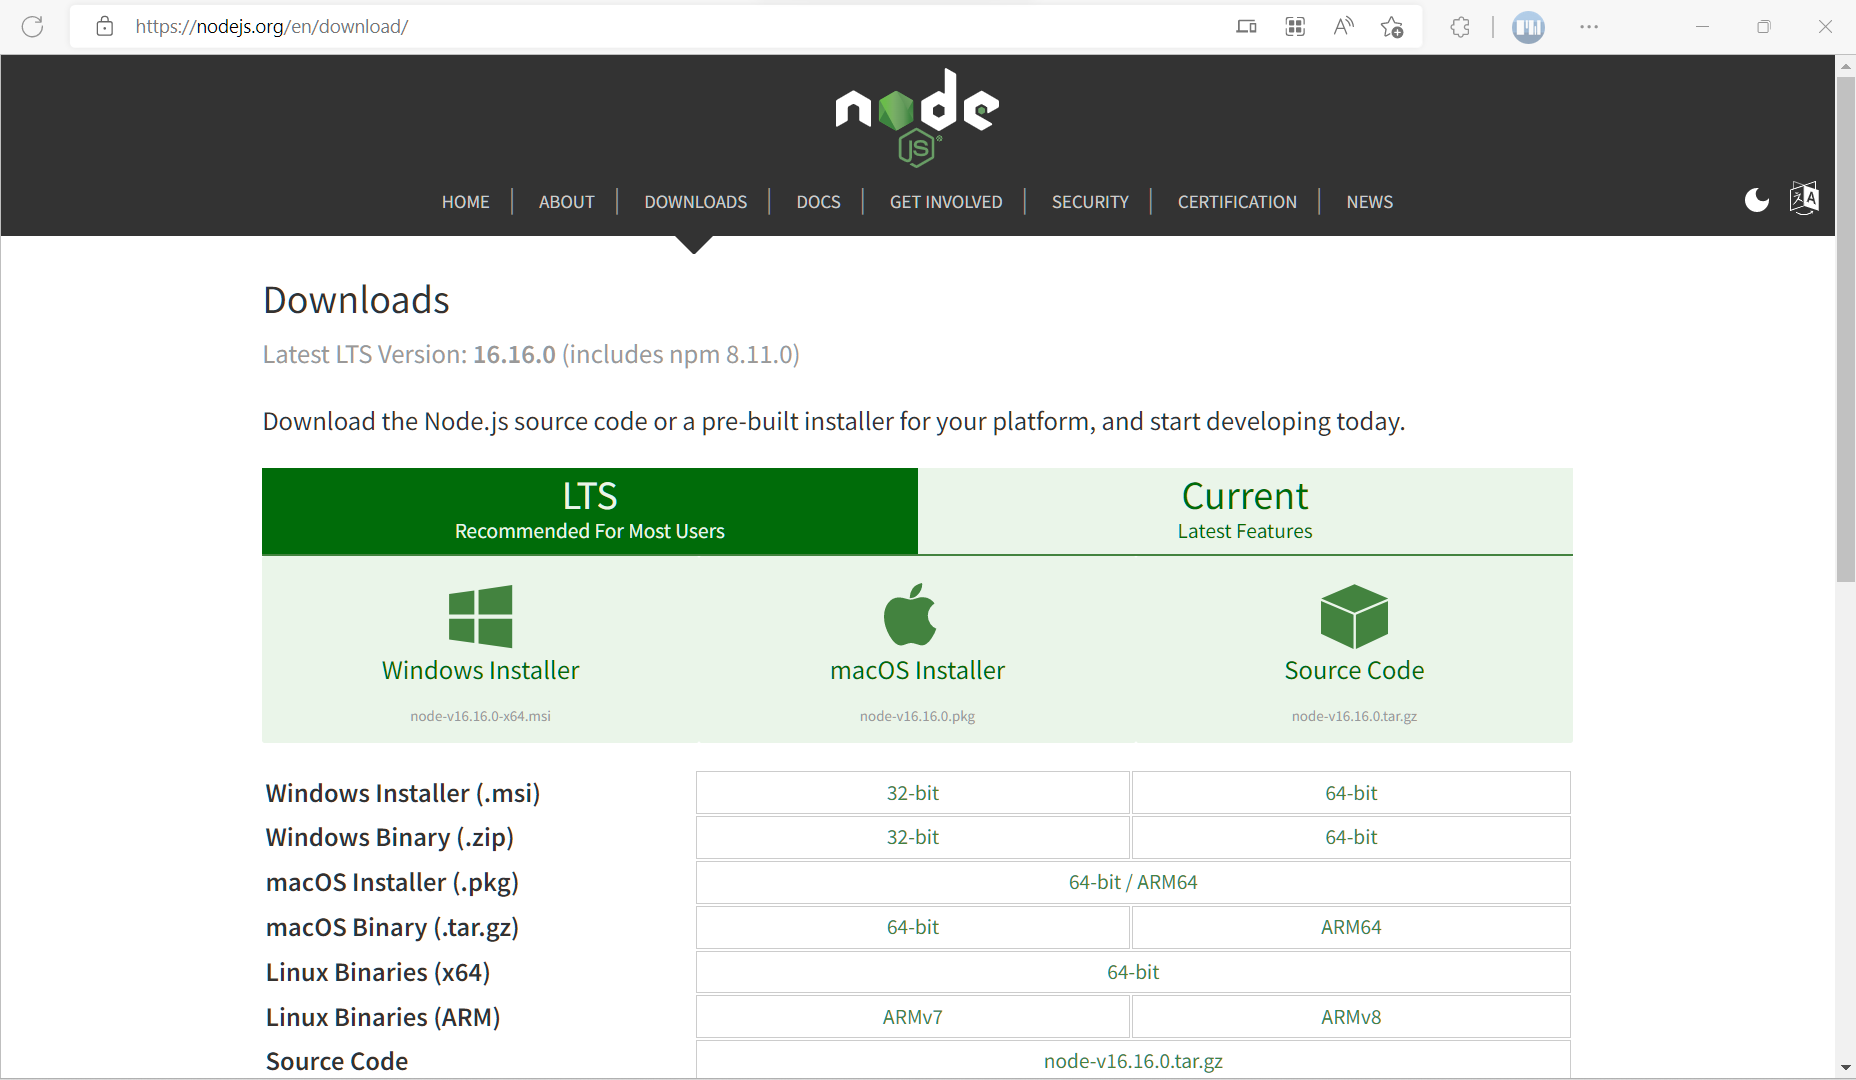 https://nodejs.org/en/download/
node
JS
HOME ABOUT DOWNLOADS DOCS GET INVOLVED SECURITY CERTIFICATION NEWS
Downloads
Latest LTS Version: 16.16.0 (includes npm 8.11.0)
Download the Node.js source code or a pre-built installer for your platform, and start developing today.
LTS
Recommended For Most Users
Current
Latest Features
Windows Installer
node-v16.16.0-x64.msi
macOS Installer
node-v16.16.0.pkg
Source Code
node-v16.16.0.tar.gz
Windows Installer (.msi) 32-bit 64-bit
Windows Binary (.zip) 32-bit 64-bit
macOS Installer (.pkg) 64-bit / ARM64
macOS Binary (.tar.gz) 64-bit ARM64
Linux Binaries (x64) 64-bit
Linux Binaries (ARM) ARMv7 ARMv8
Source Code node-v16.16.0.tar.gz